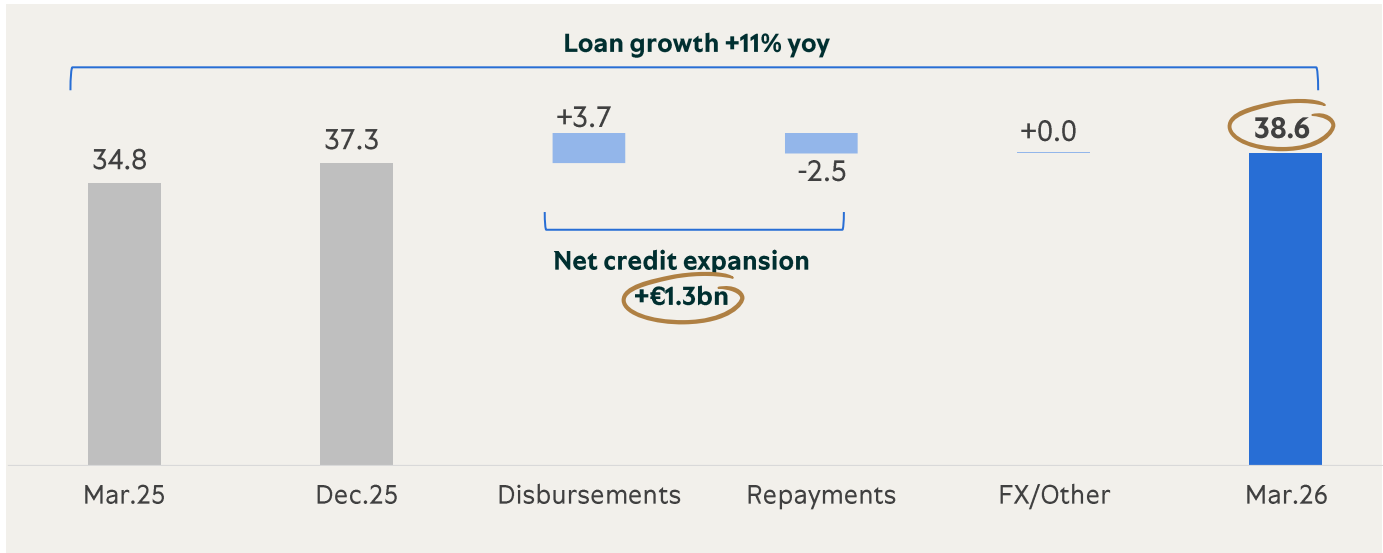 Loan growth +11% yoy
34.8
37.3
+3.7
-2.5
+0.0
38.6
Net credit expansion
+€1.3bn
Mar.25
Dec.25
Disbursements
Repayments
FX/Other
Mar.26